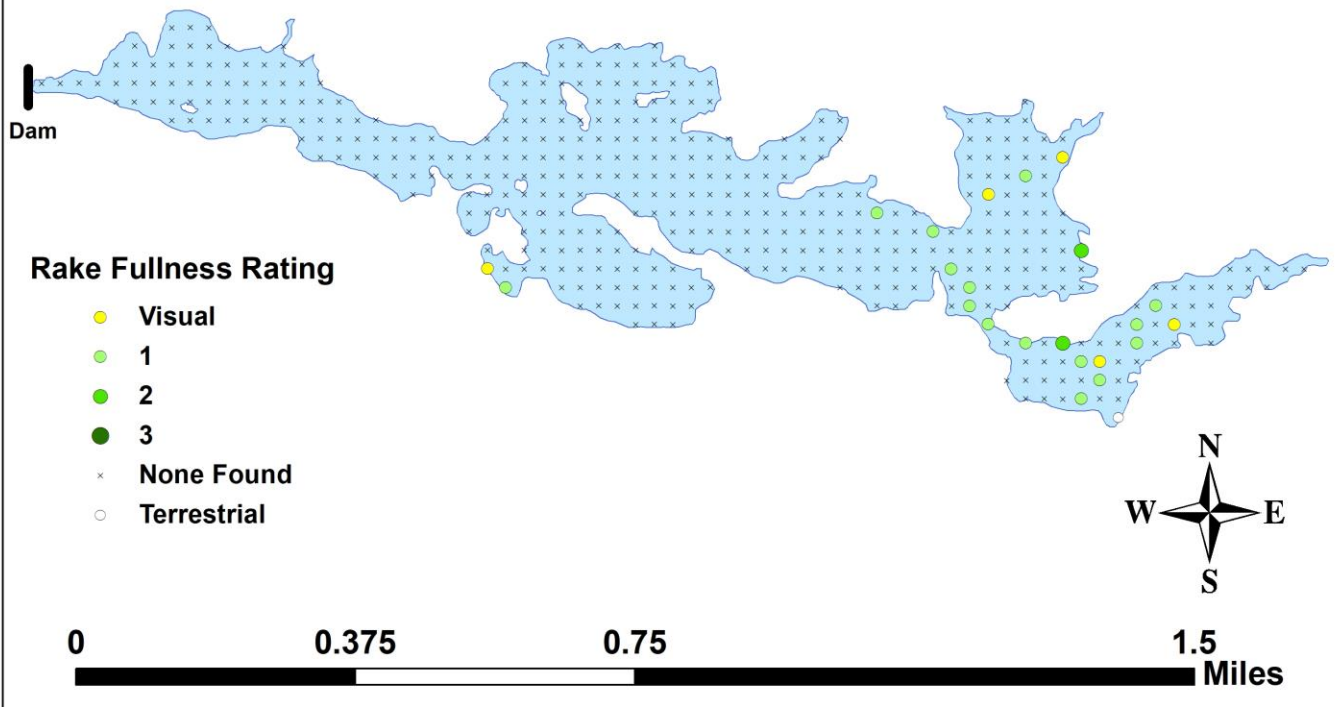 Dam
Rake Fullness Rating
Visual
1
2
3
None Found
Terrestrial
N
W E
S
0 0.375 0.75 1.5
Miles